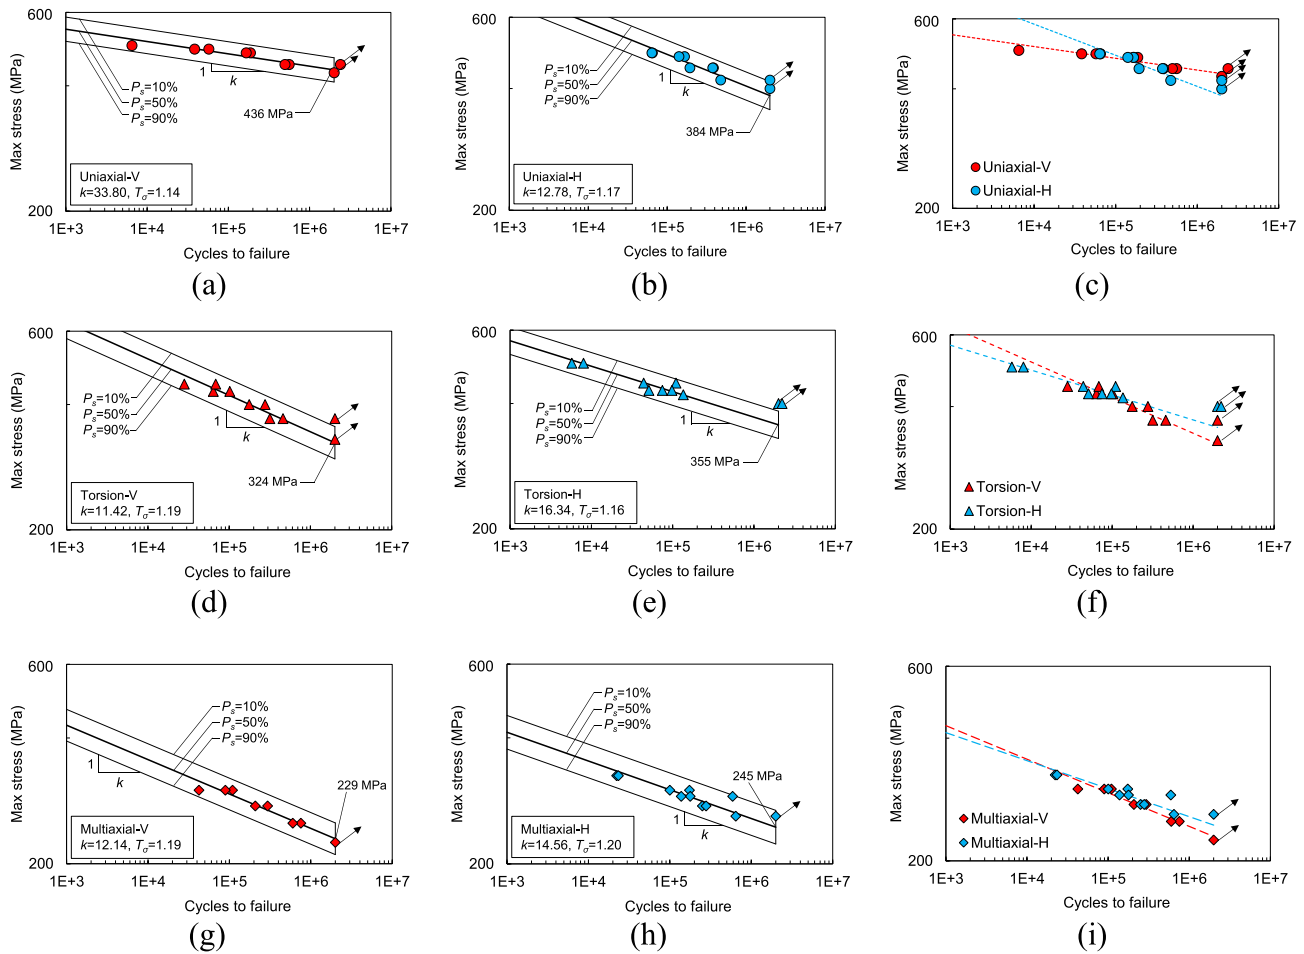 600
Max stress (MPa)
Ps=10%
Ps=50%
Ps=90%
1
k
436 MPa
Uniaxial-V
k=33.80, Tσ=1.14
200
1E+3 1E+4 1E+5 1E+6 1E+7
Cycles to failure
(a)
600
Max stress (MPa)
Ps=10%
Ps=50%
Ps=90%
1
k
384 MPa
Uniaxial-H
k=12.78, Tσ=1.17
200
1E+3 1E+4 1E+5 1E+6 1E+7
Cycles to failure
(b)
600
Max stress (MPa)
Uniaxial-V
Uniaxial-H
200
1E+3 1E+4 1E+5 1E+6 1E+7
Cycles to failure
(c)
600
Max stress (MPa)
Ps=10%
Ps=50%
Ps=90%
1
k
324 MPa
Torsion-V
k=11.42, Tσ=1.19
200
1E+3 1E+4 1E+5 1E+6 1E+7
Cycles to failure
(d)
600
Max stress (MPa)
Ps=10%
Ps=50%
Ps=90%
1
k
355 MPa
Torsion-H
k=16.34, Tσ=1.16
200
1E+3 1E+4 1E+5 1E+6 1E+7
Cycles to failure
(e)
600
Max stress (MPa)
Torsion-V
Torsion-H
200
1E+3 1E+4 1E+5 1E+6 1E+7
Cycles to failure
(f)
600
Max stress (MPa)
Ps=10%
Ps=50%
Ps=90%
1
k
229 MPa
Multiaxial-V
k=12.14, Tσ=1.19
200
1E+3 1E+4 1E+5 1E+6 1E+7
Cycles to failure
(g)
600
Max stress (MPa)
Ps=10%
Ps=50%
Ps=90%
245 MPa
1
k
Multiaxial-H
k=14.56, Tσ=1.20
200
1E+3 1E+4 1E+5 1E+6 1E+7
Cycles to failure
(h)
600
Max stress (MPa)
Multiaxial-V
Multiaxial-H
200
1E+3 1E+4 1E+5 1E+6 1E+7
Cycles to failure
(i)